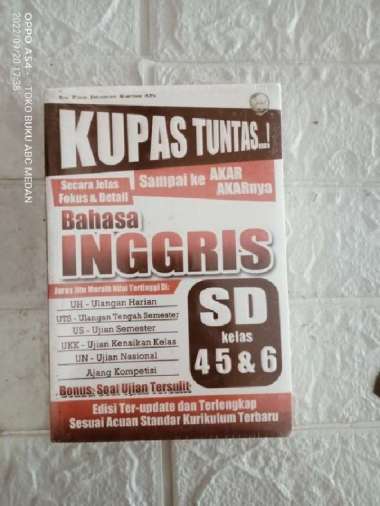 KUPAS TUNTAS..!
Secara Jelas
Fokus & Detail
Sampai ke AKAR
AKARnya
Bahasa
INGGRIS
Jurus Jitu Meraih Nilai Tertinggi Di:
UH - Ulangan Harian
UTS - Ulangan Tengah Semester
US - Ujian Semester
UKK - Ujian Kenaikan Kelas
UN - Ujian Nasional
Ajang Kompetisi
Bonus: Soal Ujian Tersulit
SD
kelas
4 5 & 6
Edisi Ter-update dan Terlengkap
Sesuai Acuan Standar Kurikulum Terbaru
OPPO A54 · TOKO BUKU ABC MEDAN
2022/09/20 17:38